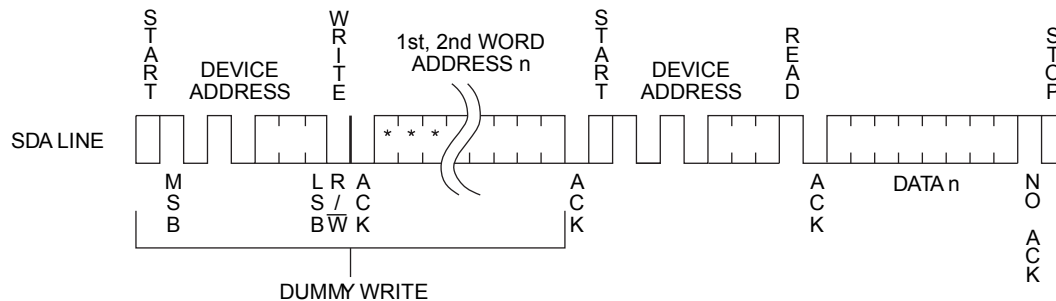 START
WRITE
START
READ
STOP
DEVICE
ADDRESS
1st, 2nd WORD
ADDRESS n
DEVICE
ADDRESS
SDA LINE
* * *
MSB
LSB
R/W
ACK
ACK
ACK
DATA n
NO ACK
DUMMY WRITE